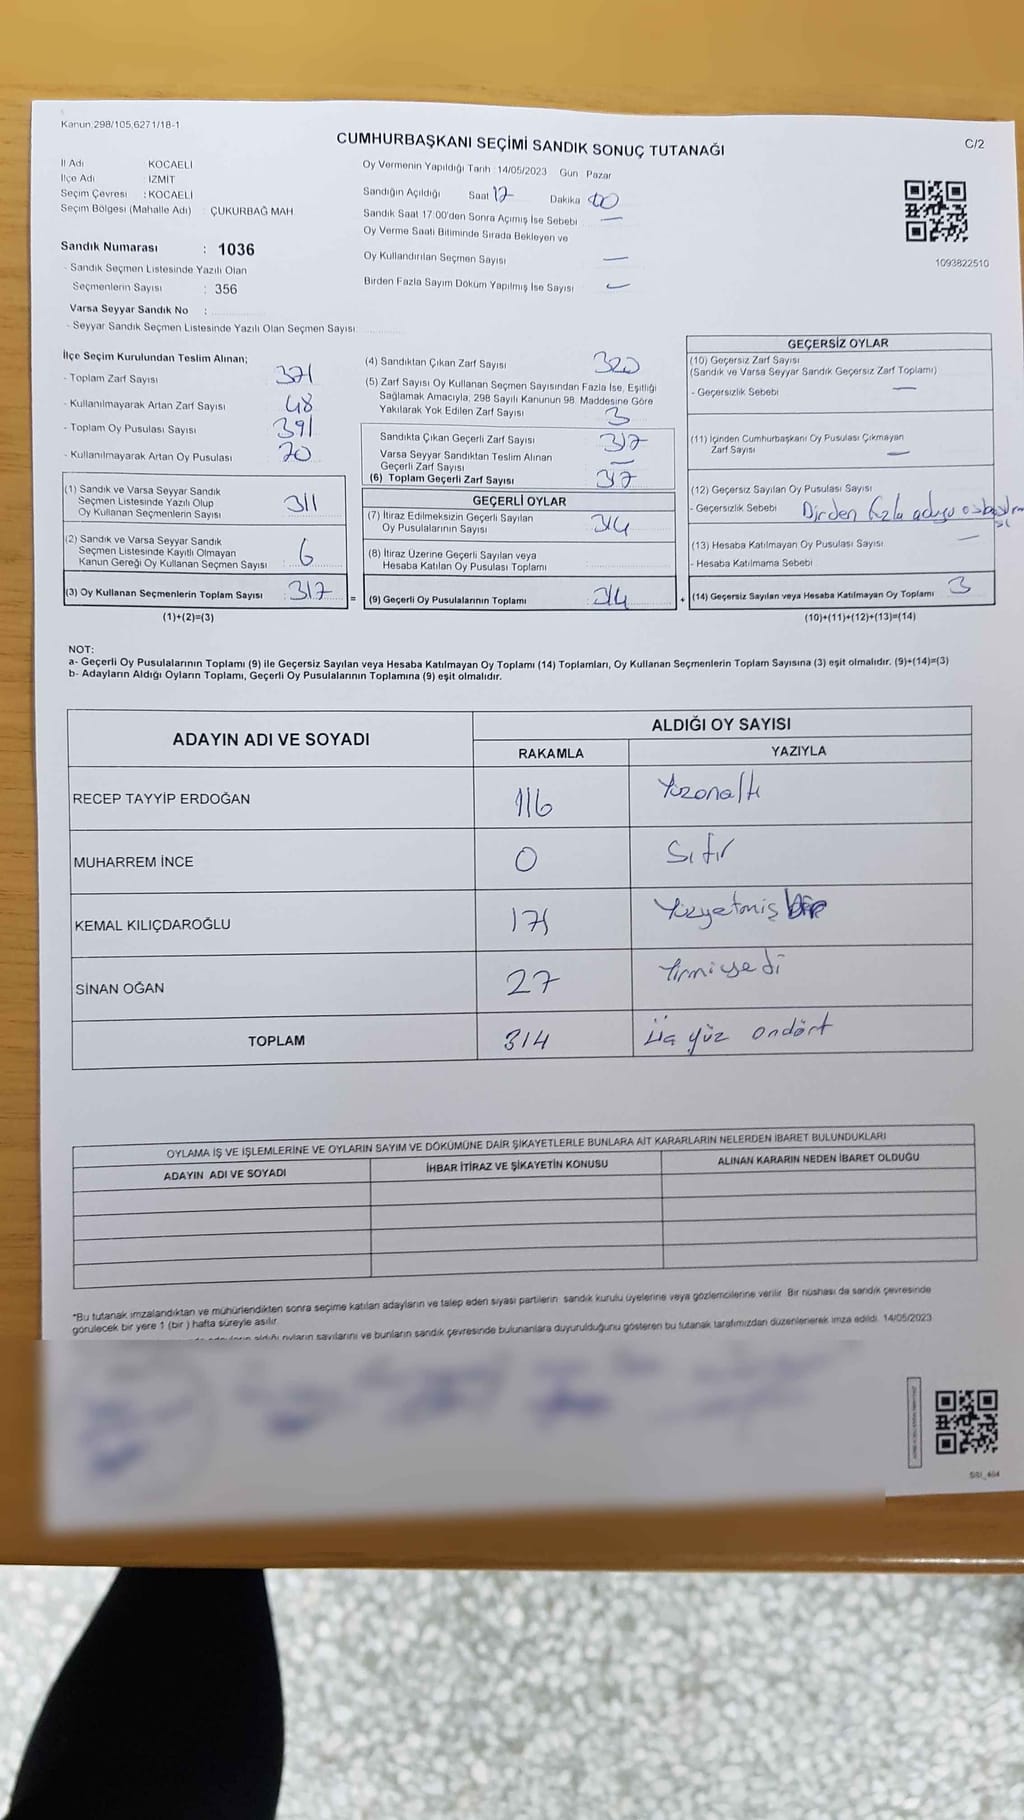 Kanun:298/105,6271/18-1
CUMHURBAŞKANI SEÇİMİ SANDIK SONUÇ TUTANAĞI
C/2
İl Adı KOCAELİ
İlçe Adı İZMİT
Seçim Çevresi : KOCAELİ
Seçim Bölgesi (Mahalle Adı) : ÇUKURBAĞ MAH.
Oy Vermenin Yapıldığı Tarih : 14/05/2023 Gün : Pazar
Sandığın Açıldığı Saat 17 Dakika 00
Sandık Saat 17:00'den Sonra Açımış İse Sebebi —
Oy Verme Saati Bitiminde Sırada Bekleyen ve
Oy Kullandırılan Seçmen Sayısı —
Birden Fazla Sayım Döküm Yapılmış İse Sayısı —
1093822510
Sandık Numarası : 1036
- Sandık Seçmen Listesinde Yazılı Olan
Seçmenlerin Sayısı : 356
Varsa Seyyar Sandık No :
- Seyyar Sandık Seçmen Listesinde Yazılı Olan Seçmen Sayısı
İlçe Seçim Kurulundan Teslim Alınan;
- Toplam Zarf Sayısı 371
- Kullanılmayarak Artan Zarf Sayısı 48
- Toplam Oy Pusulası Sayısı 391
- Kullanılmayarak Artan Oy Pusulası 70
(1) Sandık ve Varsa Seyyar Sandık
Seçmen Listesinde Yazılı Olup
Oy Kullanan Seçmenlerin Sayısı 311
(2) Sandık ve Varsa Seyyar Sandık
Seçmen Listesinde Kayıtlı Olmayan
Kanun Gereği Oy Kullanan Seçmen Sayısı : 6
(3) Oy Kullanan Seçmenlerin Toplam Sayısı : 317 =
(1)+(2)=(3)
(4) Sandıktan Çıkan Zarf Sayısı 320
(5) Zarf Sayısı Oy Kullanan Seçmen Sayısından Fazla İse, Eşitliği
Sağlamak Amacıyla, 298 Sayılı Kanunun 98. Maddesine Göre
Yakılarak Yok Edilen Zarf Sayısı 3
Sandıkta Çıkan Geçerli Zarf Sayısı 317
Varsa Seyyar Sandıktan Teslim Alınan
Geçerli Zarf Sayısı —
(6) Toplam Geçerli Zarf Sayısı 317
GEÇERLİ OYLAR
(7) İtiraz Edilmeksizin Geçerli Sayılan
Oy Pusulalarının Sayısı 314
(8) İtiraz Üzerine Geçerli Sayılan veya
Hesaba Katılan Oy Pusulası Toplamı
(9) Geçerli Oy Pusulalarının Toplamı 314 +
GEÇERSİZ OYLAR
(10) Geçersiz Zarf Sayısı
(Sandık ve Varsa Seyyar Sandık Geçersiz Zarf Toplamı)
- Geçersizlik Sebebi —
(11) İçinden Cumhurbaşkanı Oy Pusulası Çıkmayan
Zarf Sayısı —
(12) Geçersiz Sayılan Oy Pusulası Sayısı
- Geçersizlik Sebebi Birden fazla adaya
(13) Hesaba Katılmayan Oy Pusulası Sayısı —
- Hesaba Katılmama Sebebi
(14) Geçersiz Sayılan veya Hesaba Katılmayan Oy Toplamı 3
(10)+(11)+(12)+(13)=(14)
NOT:
a- Geçerli Oy Pusulalarının Toplamı (9) ile Geçersiz Sayılan veya Hesaba Katılmayan Oy Toplamı (14) Toplamları, Oy Kullanan Seçmenlerin Toplam Sayısına (3) eşit olmalıdır. (9)+(14)=(3)
b- Adayların Aldığı Oyların Toplamı, Geçerli Oy Pusulalarının Toplamına (9) eşit olmalıdır.
ADAYIN ADI VE SOYADI
ALDIĞI OY SAYISI
RAKAMLA YAZIYLA
RECEP TAYYİP ERDOĞAN 116 Yüzonaltı
MUHARREM İNCE 0 Sıfır
KEMAL KILIÇDAROĞLU 171 Yüzyetmiş bir
SİNAN OĞAN 27 Yirmiyedi
TOPLAM 314 Üç yüz ondört
OYLAMA İŞ VE İŞLEMLERİNE VE OYLARIN SAYIM VE DÖKÜMÜNE DAİR ŞİKAYETLERLE BUNLARA AİT KARARLARIN NELERDEN İBARET BULUNDUKLARI
ADAYIN ADI VE SOYADI İHBAR İTİRAZ VE ŞİKAYETİN KONUSU ALINAN KARARIN NEDEN İBARET OLDUĞU
*Bu tutanak imzalandıktan ve mühürlendikten sonra seçime katılan adayların ve talep eden siyasi partilerin sandık kurulu üyelerine veya gözlemcilerine verilir. Bir nüshası da sandık çevresinde
görülecek bir yere 1 (bir ) hafta süreyle asılır.
aldığı oyların sayılarını ve bunların sandık çevresinde bulunanlara duyurulduğunu gösteren bu tutanak tarafımızdan düzenlenerek imza edildi. 14/05/2023